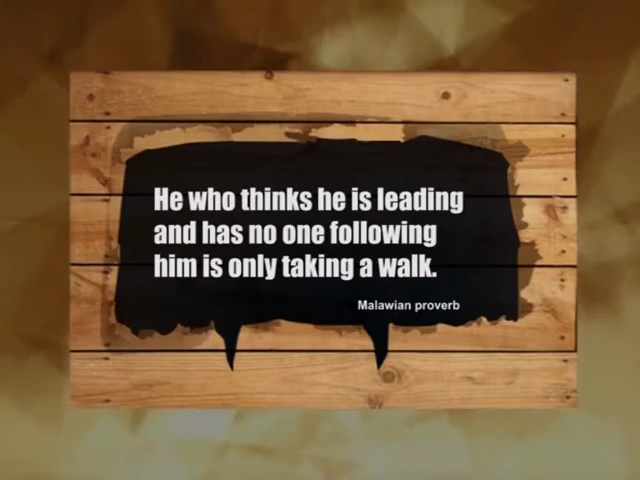 He who thinks he is leading
and has no one following
him is only taking a walk.
Malawian proverb